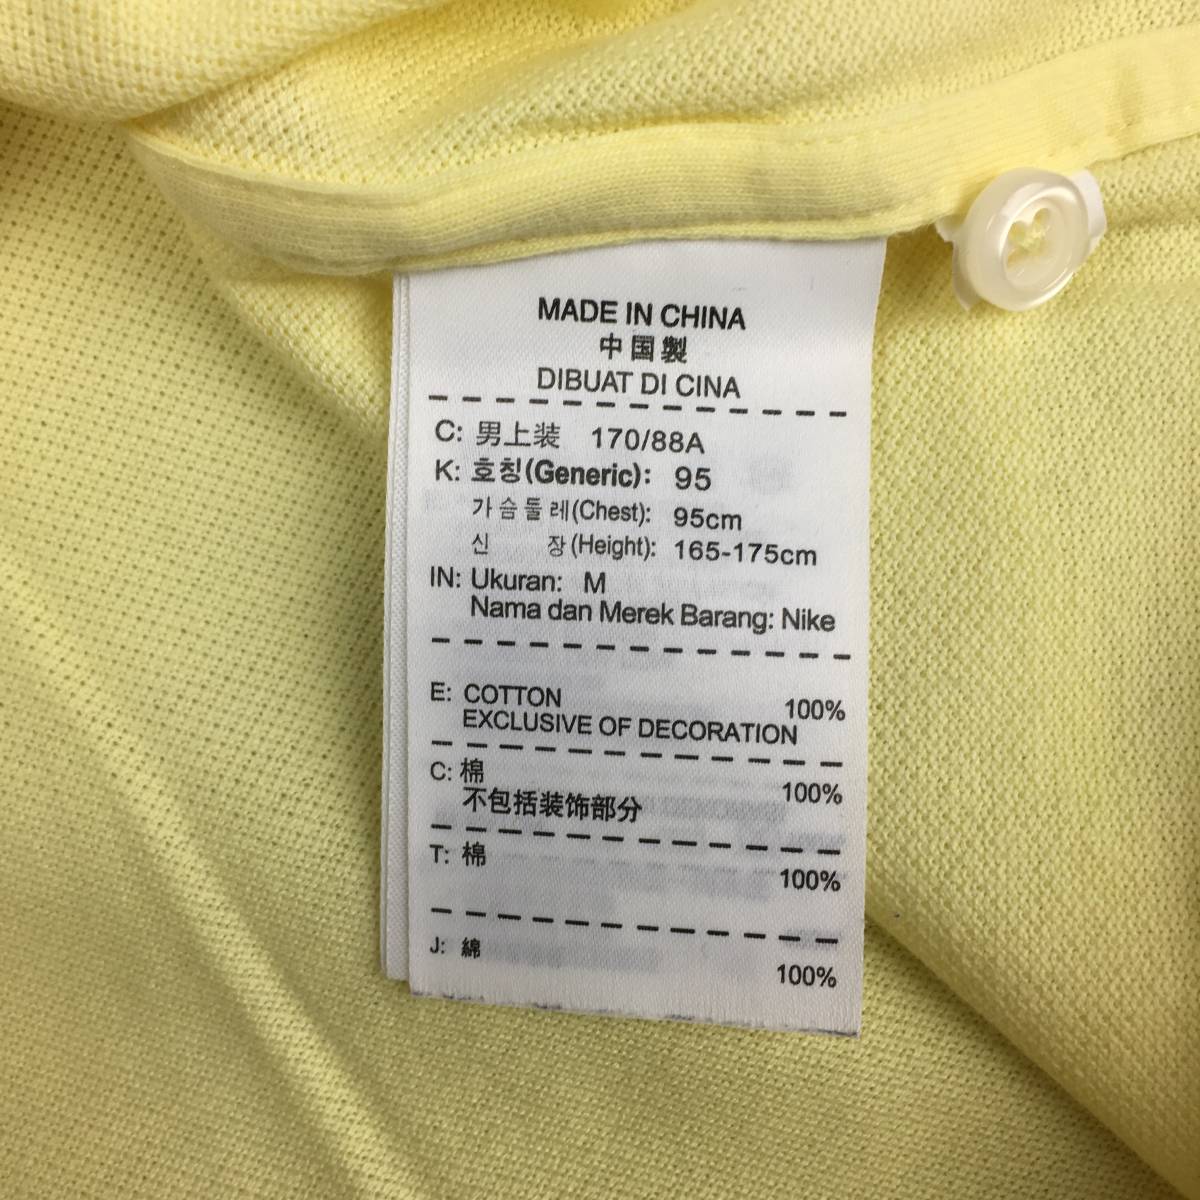 MADE IN CHINA
中国製
DIBUAT DI CINA
C: 男上装 170/88A
K: 호칭(Generic): 95
가슴둘레(Chest): 95cm
신 장(Height): 165-175cm
IN: Ukuran: M
Nama dan Merek Barang: Nike
E: COTTON 100%
EXCLUSIVE OF DECORATION
C: 棉 100%
不包括装饰部分
T: 棉 100%
J: 綿 100%